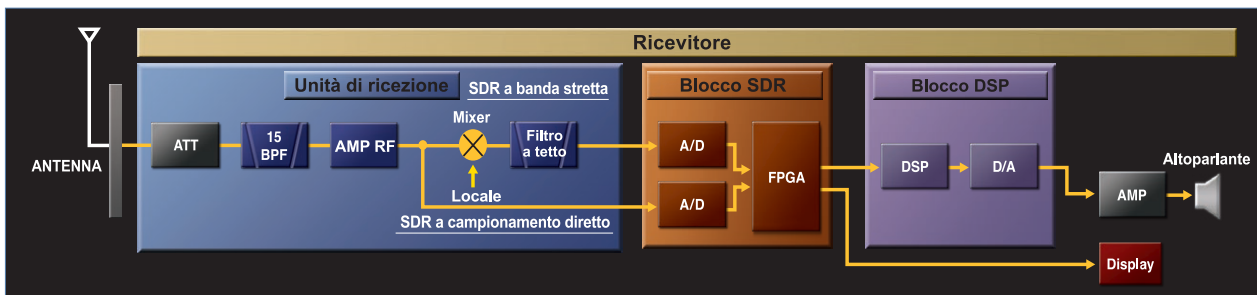 Ricevitore
Unità di ricezione
SDR a banda stretta
Blocco SDR
Blocco DSP
Mixer
ANTENNA
ATT
15
BPF
AMP RF
Filtro
a tetto
Locale
SDR a campionamento diretto
A/D
A/D
FPGA
DSP
D/A
AMP
Altoparlante
Display